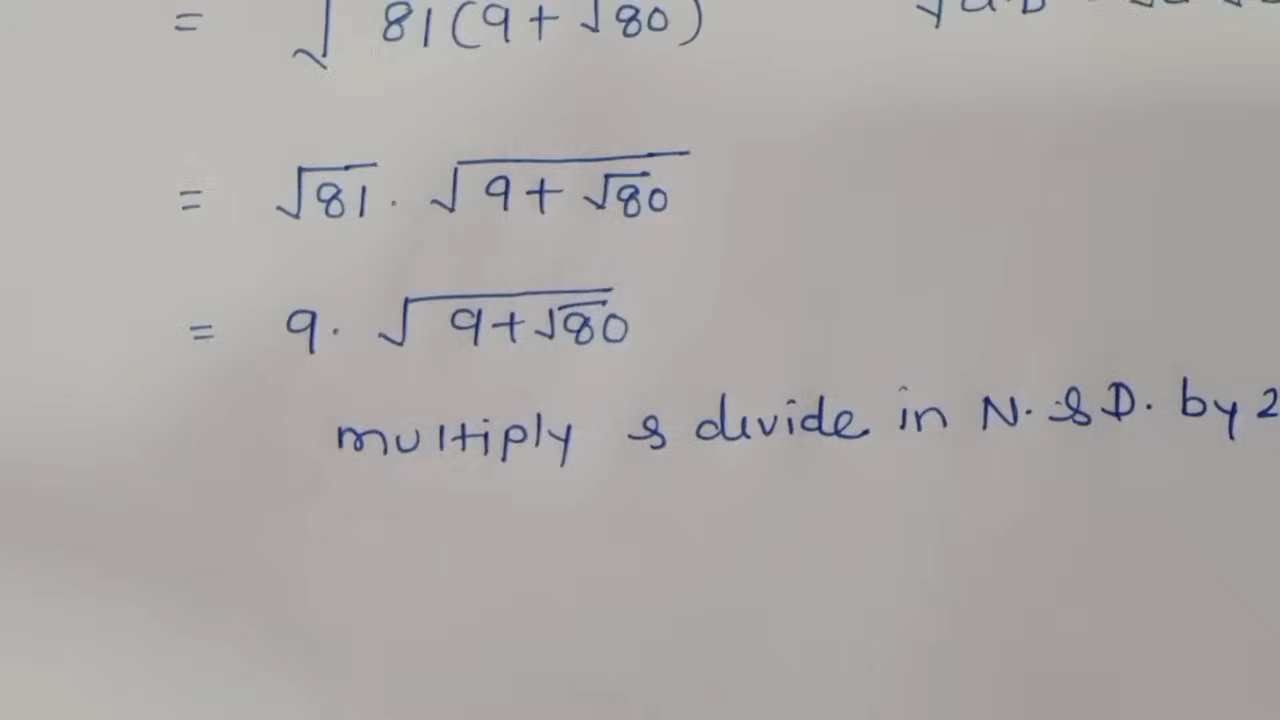 = √81(9+√80)
= √81 . √9+√80
= 9. √9+√80
multiply & divide in N. & D. by 2